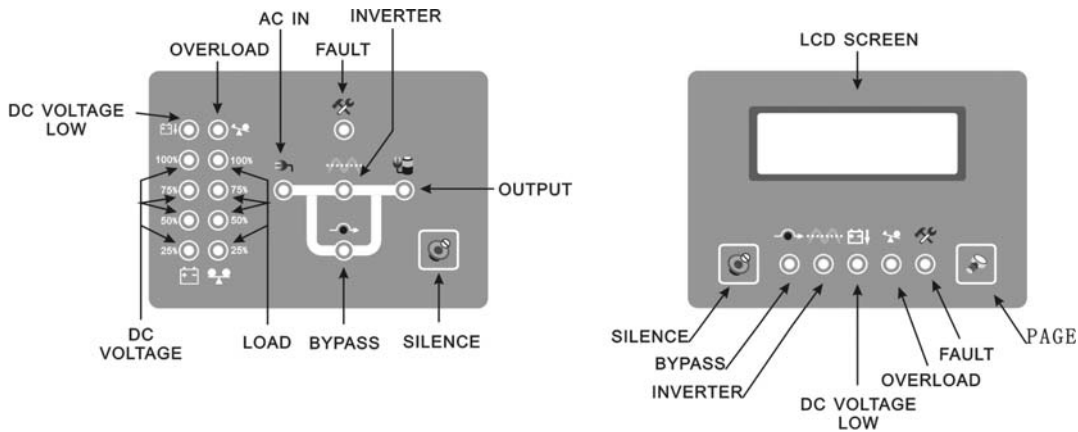 AC IN
INVERTER
OVERLOAD
FAULT
DC VOLTAGE
LOW
100%
100%
75%
75%
50%
50%
25%
25%
OUTPUT
DC
VOLTAGE
LOAD
BYPASS
SILENCE
LCD SCREEN
SILENCE
BYPASS
INVERTER
DC VOLTAGE
LOW
OVERLOAD
FAULT
PAGE